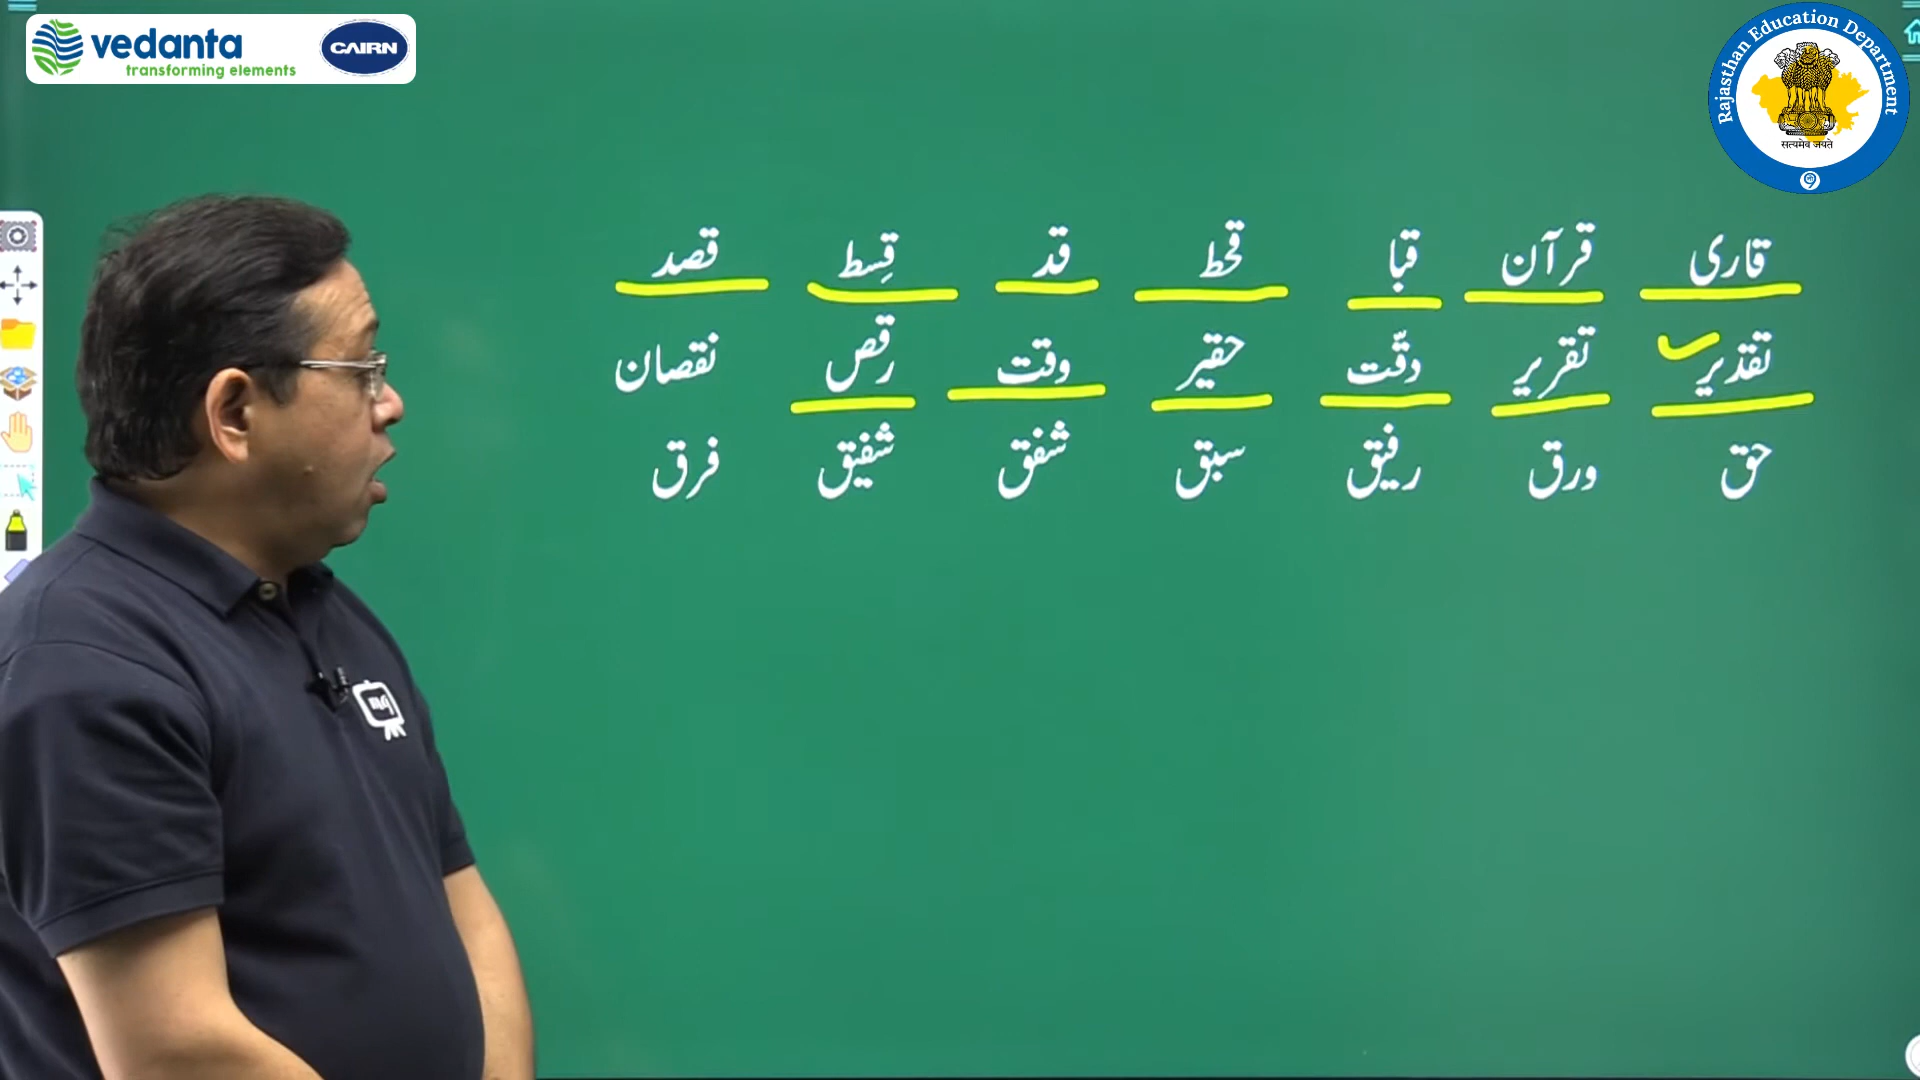 vedanta
transforming elements
CAIRN
Rajasthan Education Department
सत्यमेव जयते
قاری قرآن قبا قحط قد قِسط قصد
تقدیر تقریر دقّت حقیر وقت رقص نقصان
حق ورق رفیق سبق شفق شفیق فرق